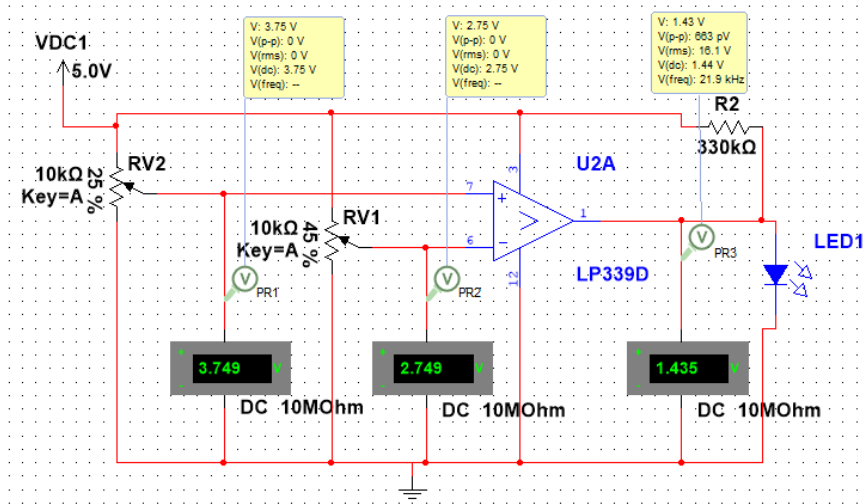 V: 3.75 V
V(p-p): 0 V
V(rms): 0 V
V(dc): 3.75 V
V(freq): --
V: 2.75 V
V(p-p): 0 V
V(rms): 0 V
V(dc): 2.75 V
V(freq): --
V: 1.43 V
V(p-p): 663 pV
V(rms): 16.1 V
V(dc): 1.44 V
V(freq): 21.9 kHz
VDC1
5.0V
R2
330kΩ
10kΩ
25 %
Key=A
RV2
10kΩ
45 %
Key=A
RV1
U2A
7
6
3
12
1
+
−
LP339D
LED1
V
PR1
V
PR2
V
PR3
+
3.749
V
-
DC 10MOhm
+
2.749
V
-
DC 10MOhm
+
1.435
V
-
DC 10MOhm